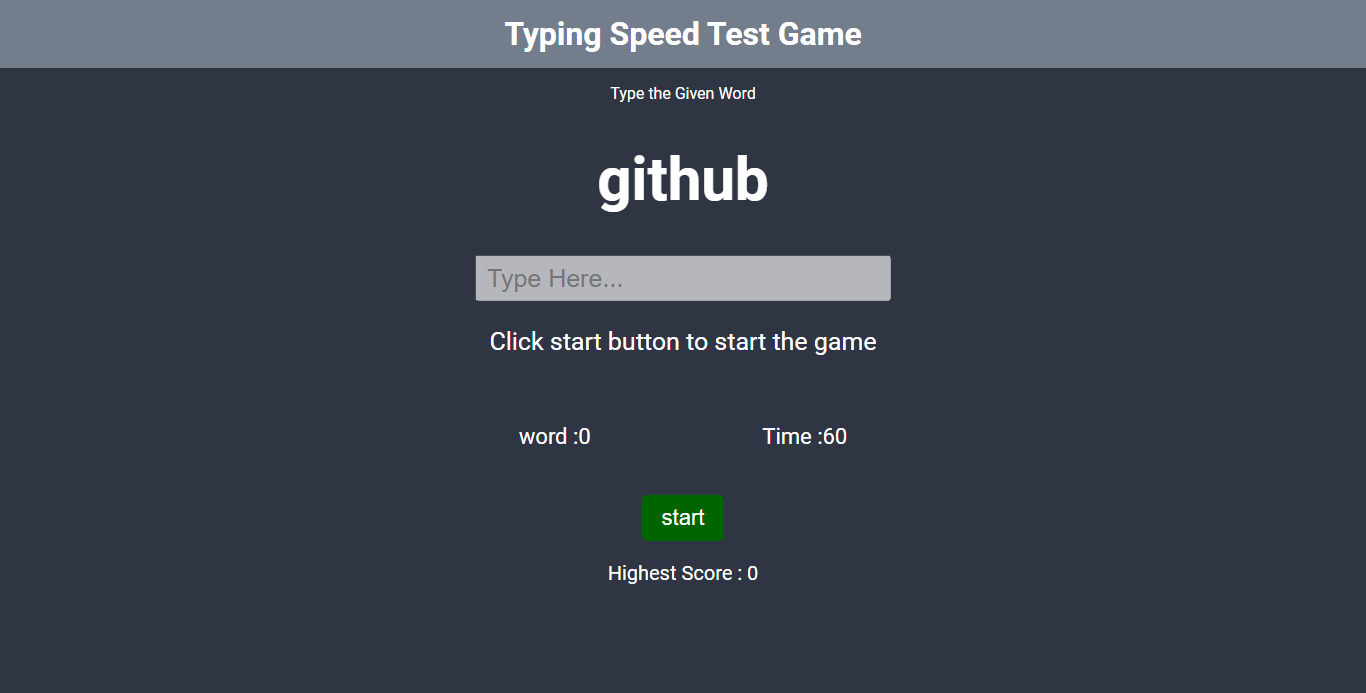 Typing Speed Test Game
Type the Given Word
github
Type Here...
Click start button to start the game
word :0 Time :60
start
Highest Score : 0